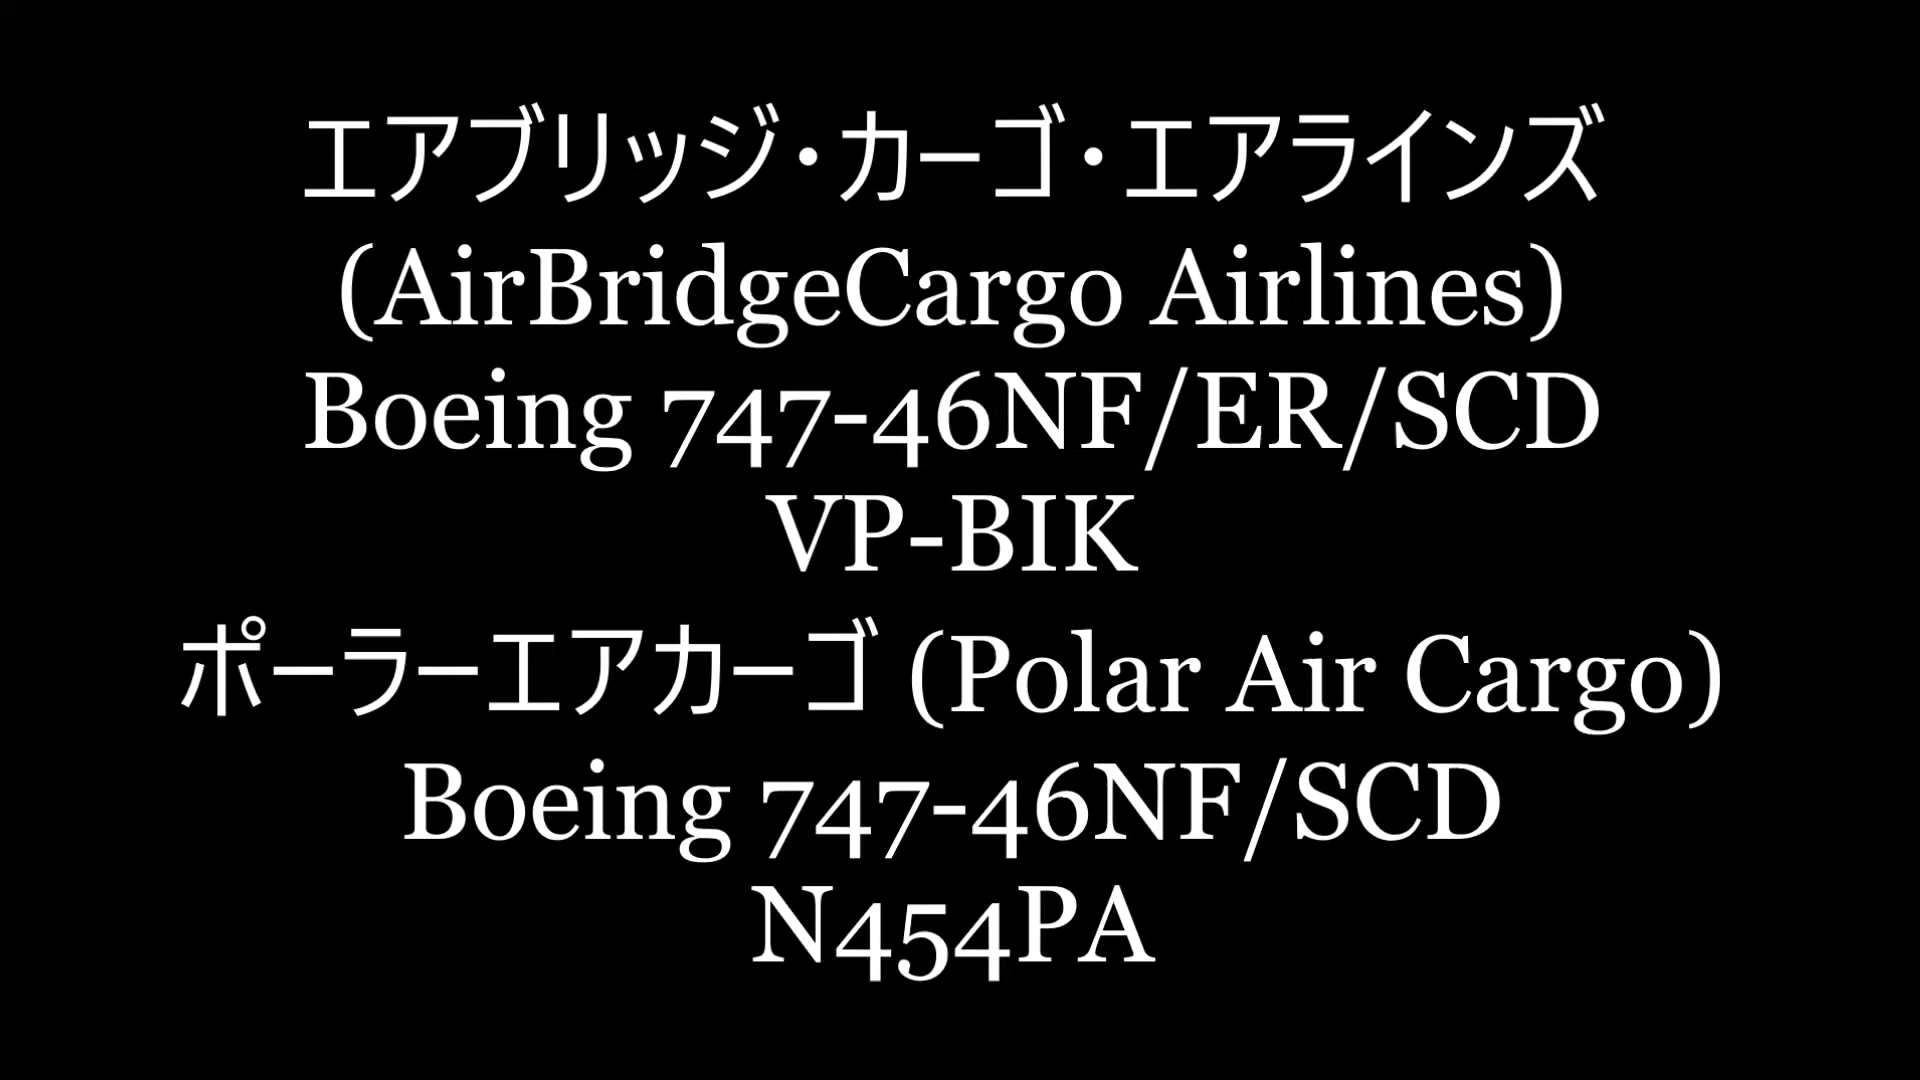 エアブリッジ・カーゴ・エアラインズ
(AirBridgeCargo Airlines)
Boeing 747-46NF/ER/SCD
VP-BIK
ポーラーエアカーゴ (Polar Air Cargo)
Boeing 747-46NF/SCD
N454PA